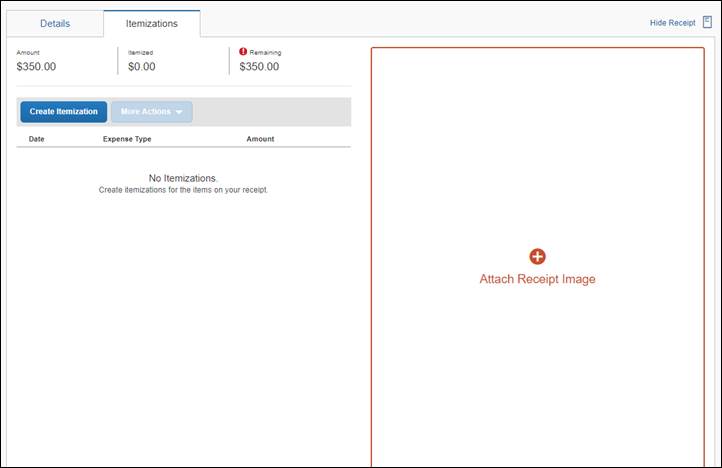 Details
Itemizations
Hide Receipt
Amount
Itemized
Remaining
$350.00
$0.00
$350.00
Create Itemization
More Actions
Date
Expense Type
Amount
No Itemizations.
Create itemizations for the items on your receipt.
Attach Receipt Image